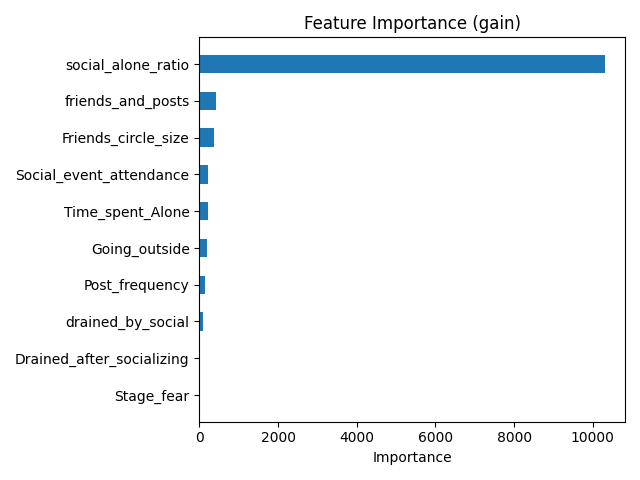 Feature Importance (gain)
social_alone_ratio
friends_and_posts
Friends_circle_size
Social_event_attendance
Time_spent_Alone
Going_outside
Post_frequency
drained_by_social
Drained_after_socializing
Stage_fear
0 2000 4000 6000 8000 10000
Importance